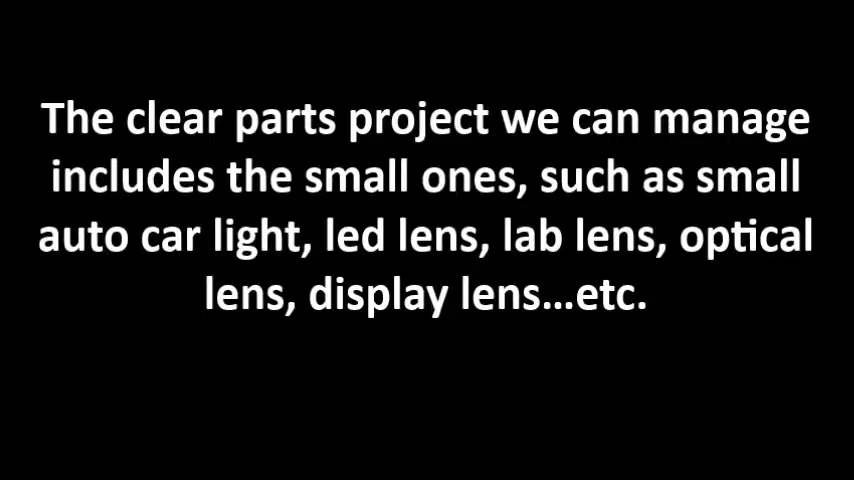 The clear parts project we can manage
includes the small ones, such as small
auto car light, led lens, lab lens, optical
lens, display lens...etc.